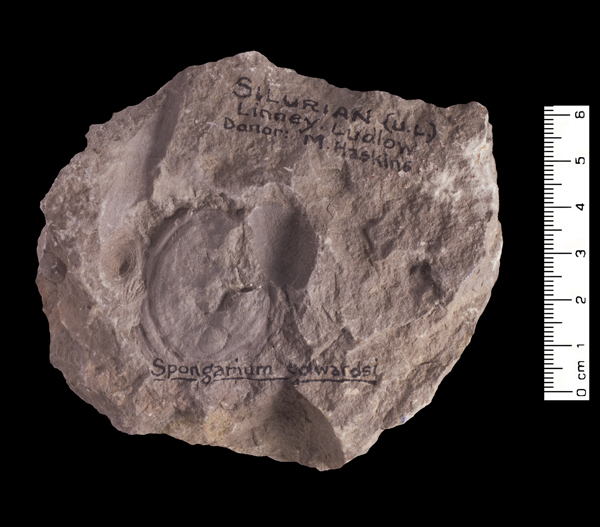 SILURIAN (U.L)
Linney, Ludlow
Donor: M. Haskins.
Spongarium edwardsi
6
5
4
3
2
1
0 cm